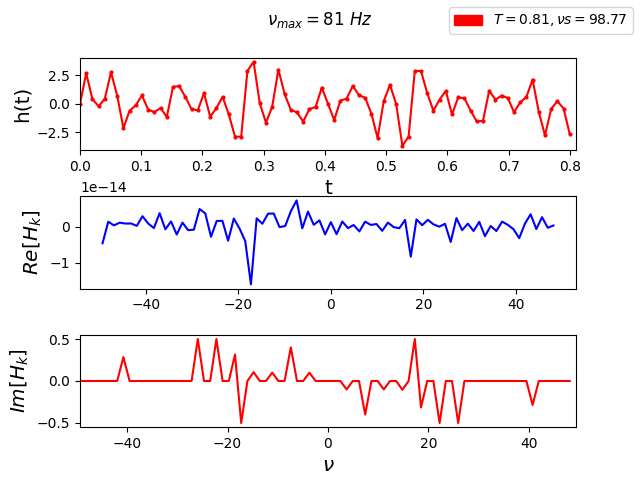 ν_max = 81 Hz
T = 0.81, νs = 98.77
h(t)
2.5
0.0
−2.5
0.0 0.1 0.2 0.3 0.4 0.5 0.6 0.7 0.8
t
1e−14
Re[H_k]
0
−1
−40 −20 0 20 40
Im[H_k]
0.5
0.0
−0.5
−40 −20 0 20 40
ν